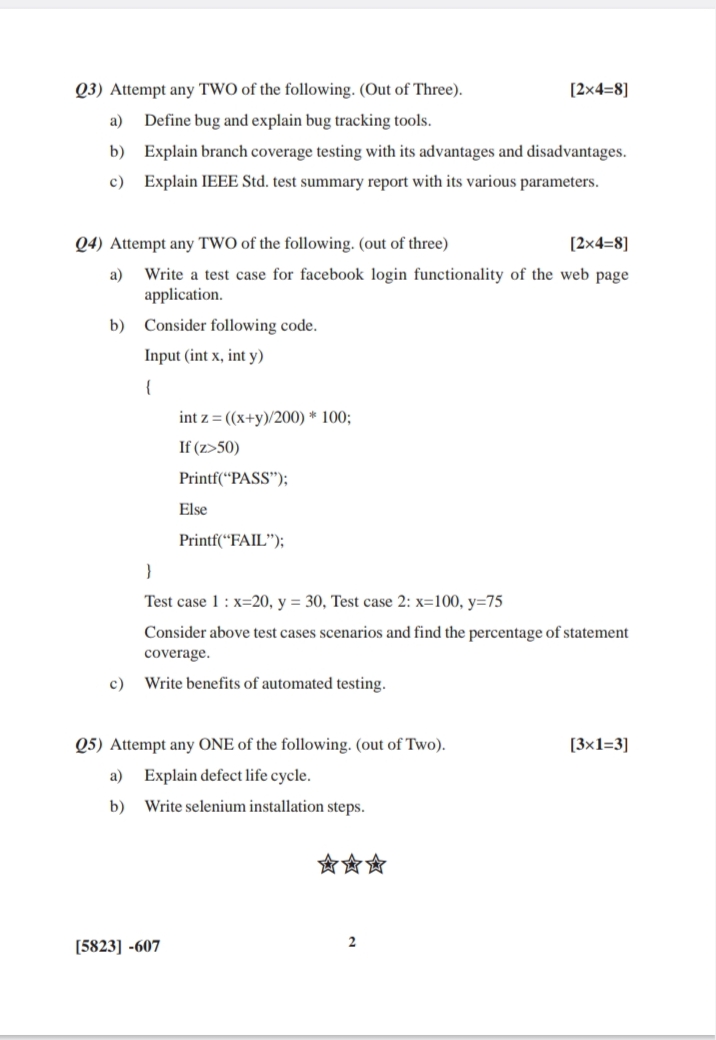 Q3) Attempt any TWO of the following. (Out of Three). [2×4=8]
a) Define bug and explain bug tracking tools.
b) Explain branch coverage testing with its advantages and disadvantages.
c) Explain IEEE Std. test summary report with its various parameters.
Q4) Attempt any TWO of the following. (out of three) [2×4=8]
a) Write a test case for facebook login functionality of the web page
application.
b) Consider following code.
Input (int x, int y)
{
int z = ((x+y)/200) * 100;
If (z>50)
Printf(“PASS”);
Else
Printf(“FAIL”);
}
Test case 1 : x=20, y = 30, Test case 2: x=100, y=75
Consider above test cases scenarios and find the percentage of statement
coverage.
c) Write benefits of automated testing.
Q5) Attempt any ONE of the following. (out of Two). [3×1=3]
a) Explain defect life cycle.
b) Write selenium installation steps.
[5823] -607 2